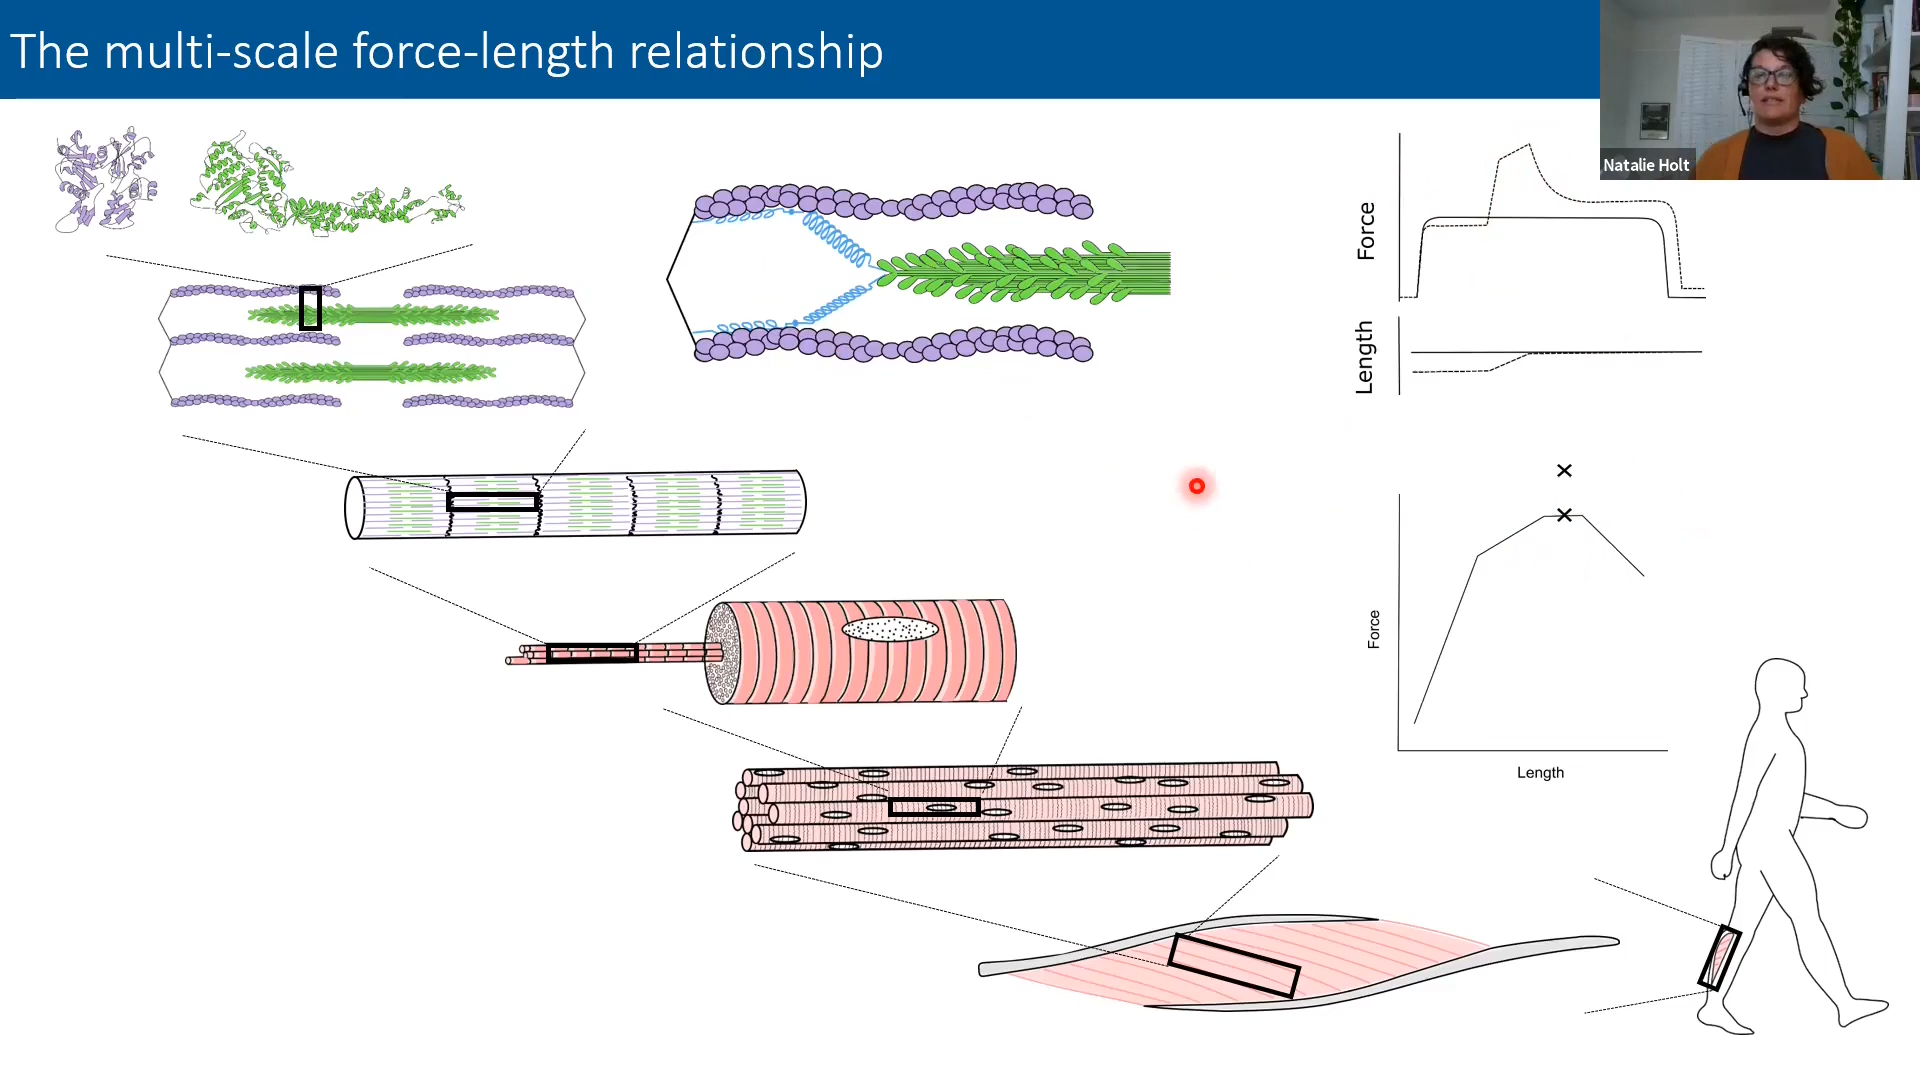 The multi-scale force-length relationship
Natalie Holt
Force
Length
Force
Length